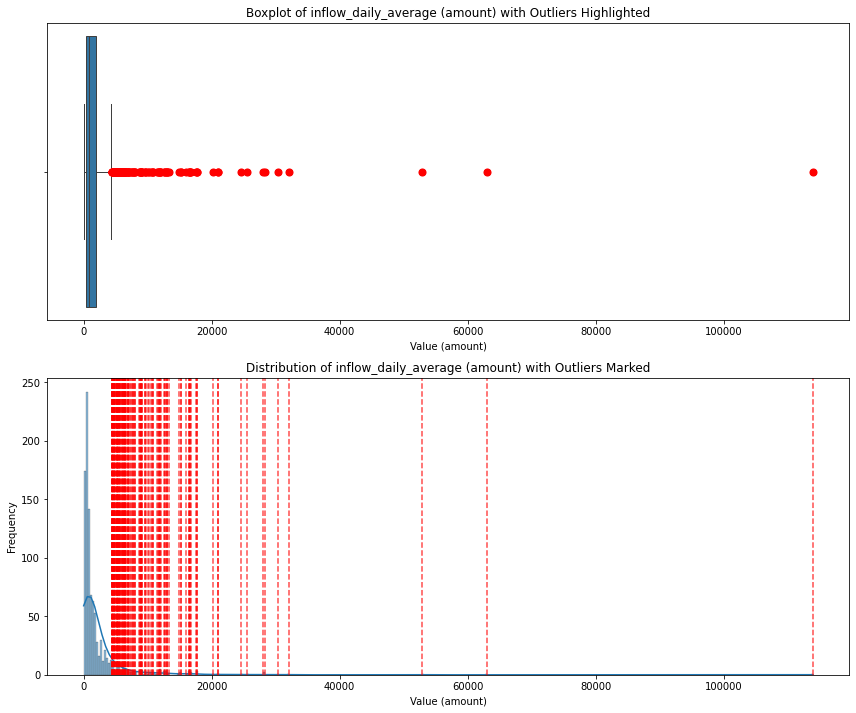 Boxplot of inflow_daily_average (amount) with Outliers Highlighted
0 20000 40000 60000 80000 100000
Value (amount)
Distribution of inflow_daily_average (amount) with Outliers Marked
250
200
150
100
50
0
Frequency
0 20000 40000 60000 80000 100000
Value (amount)